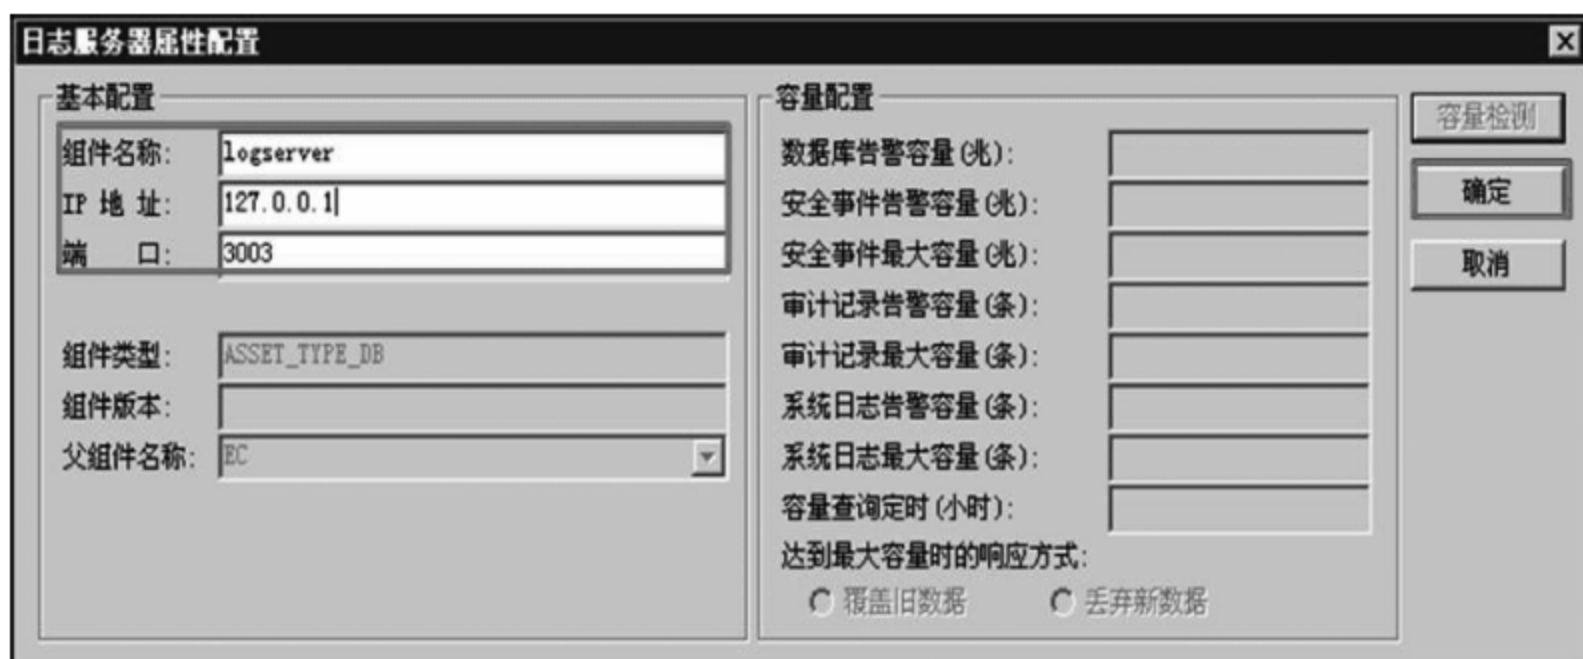 日志服务器属性配置
基本配置
组件名称: logserver
IP 地 址: 127.0.0.1
端 口: 3003
组件类型: ASSET_TYPE_DB
组件版本:
父组件名称: EC
容量配置
数据库告警容量(兆):
安全事件告警容量(兆):
安全事件最大容量(兆):
审计记录告警容量(条):
审计记录最大容量(条):
系统日志告警容量(条):
系统日志最大容量(条):
容量查询定时(小时):
达到最大容量时的响应方式:
覆盖旧数据 丢弃新数据
容量检测
确定
取消